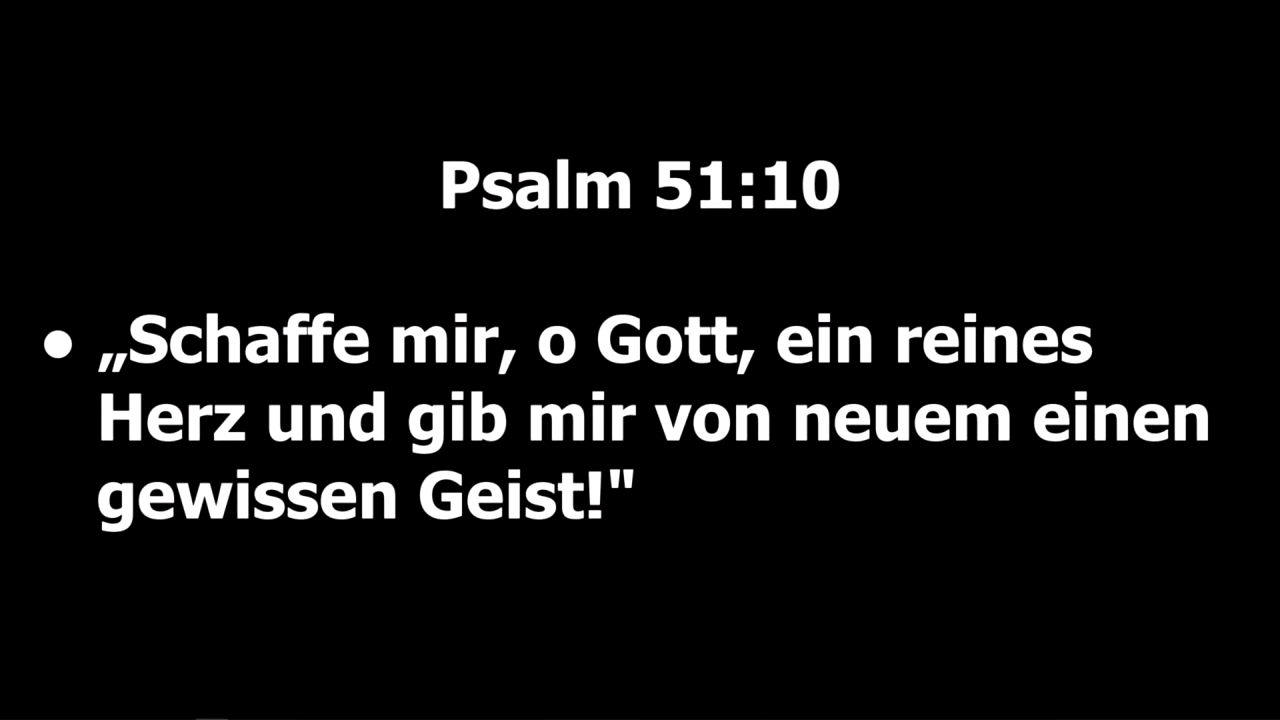 Psalm 51:10
● „Schaffe mir, o Gott, ein reines
Herz und gib mir von neuem einen
gewissen Geist!"